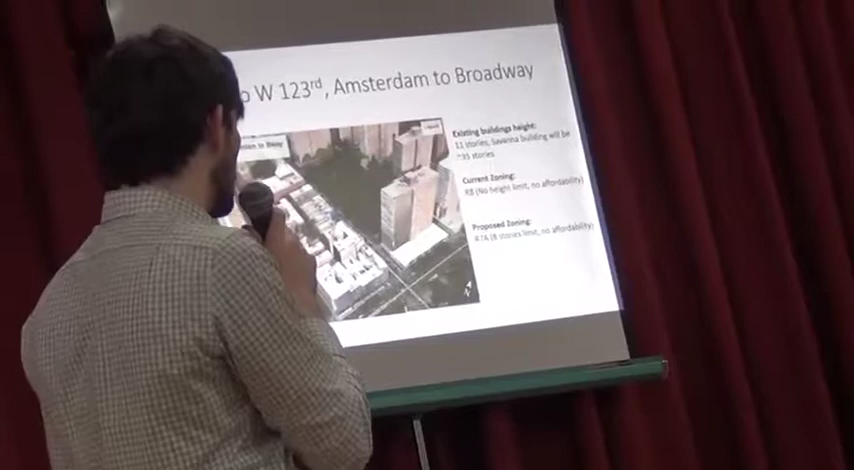 W 123rd, Amsterdam to Broadway
Existing buildings height:
11 stories, Savanna building will be
~35 stories
Current Zoning:
R8 (No height limit, no affordability)
Proposed Zoning:
R7A (8 stories limit, no affordability)